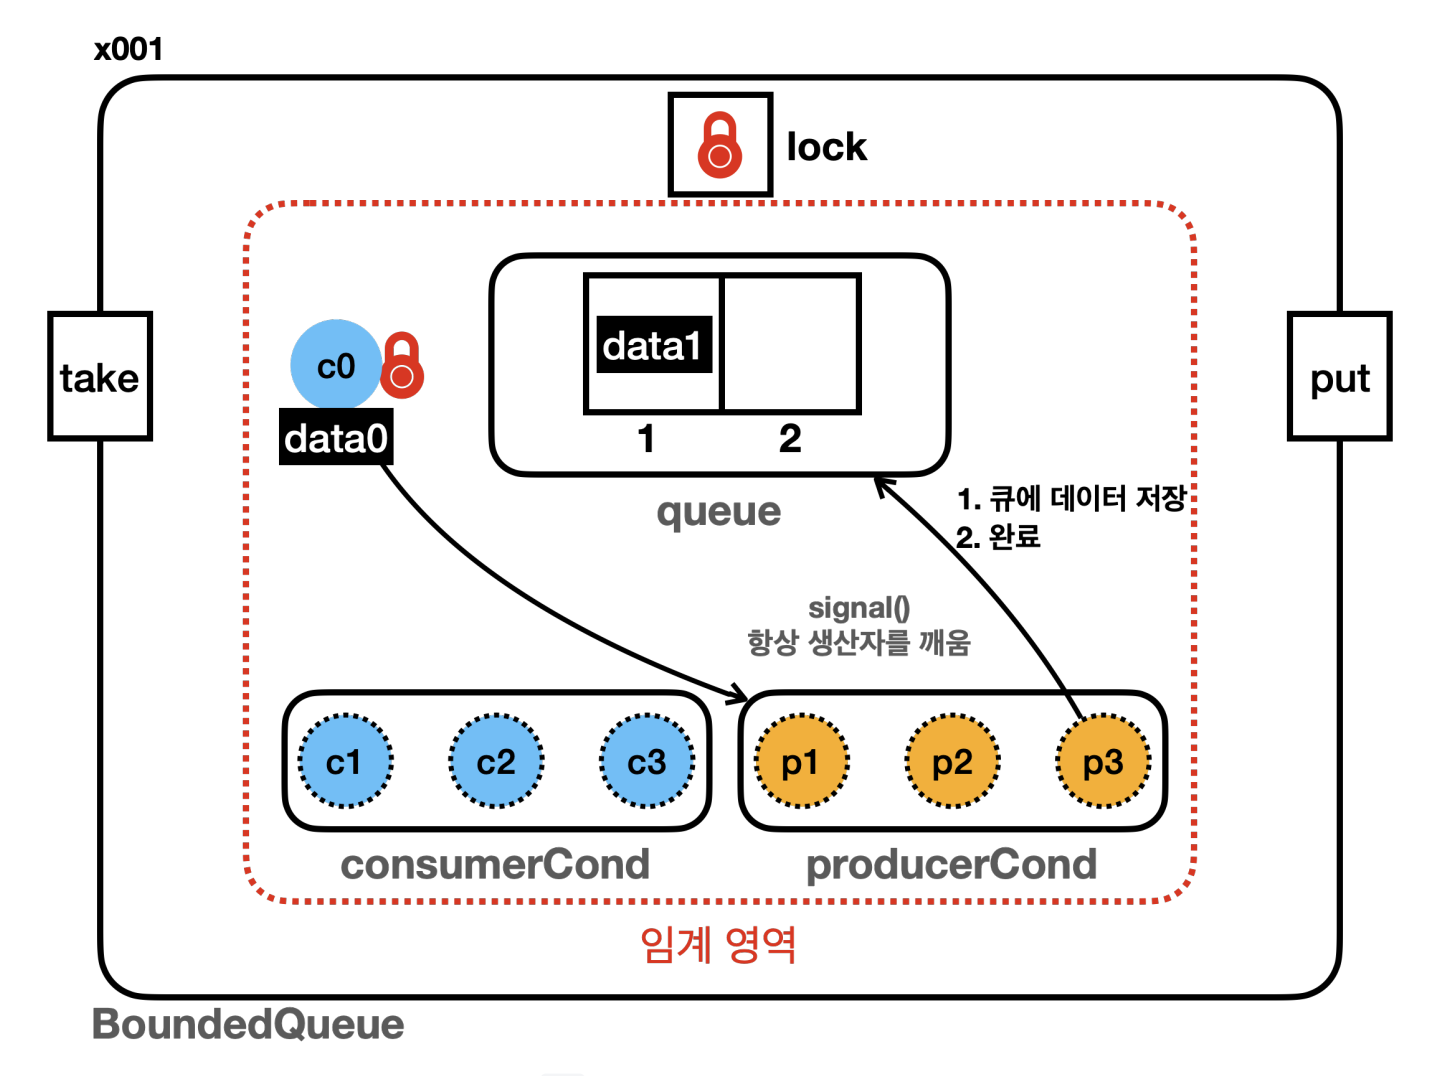 x001
lock
c0
data0
data1
1
2
queue
take
put
1. 큐에 데이터 저장
2. 완료
signal()
항상 생산자를 깨움
c1
c2
c3
p1
p2
p3
consumerCond
producerCond
임계 영역
BoundedQueue